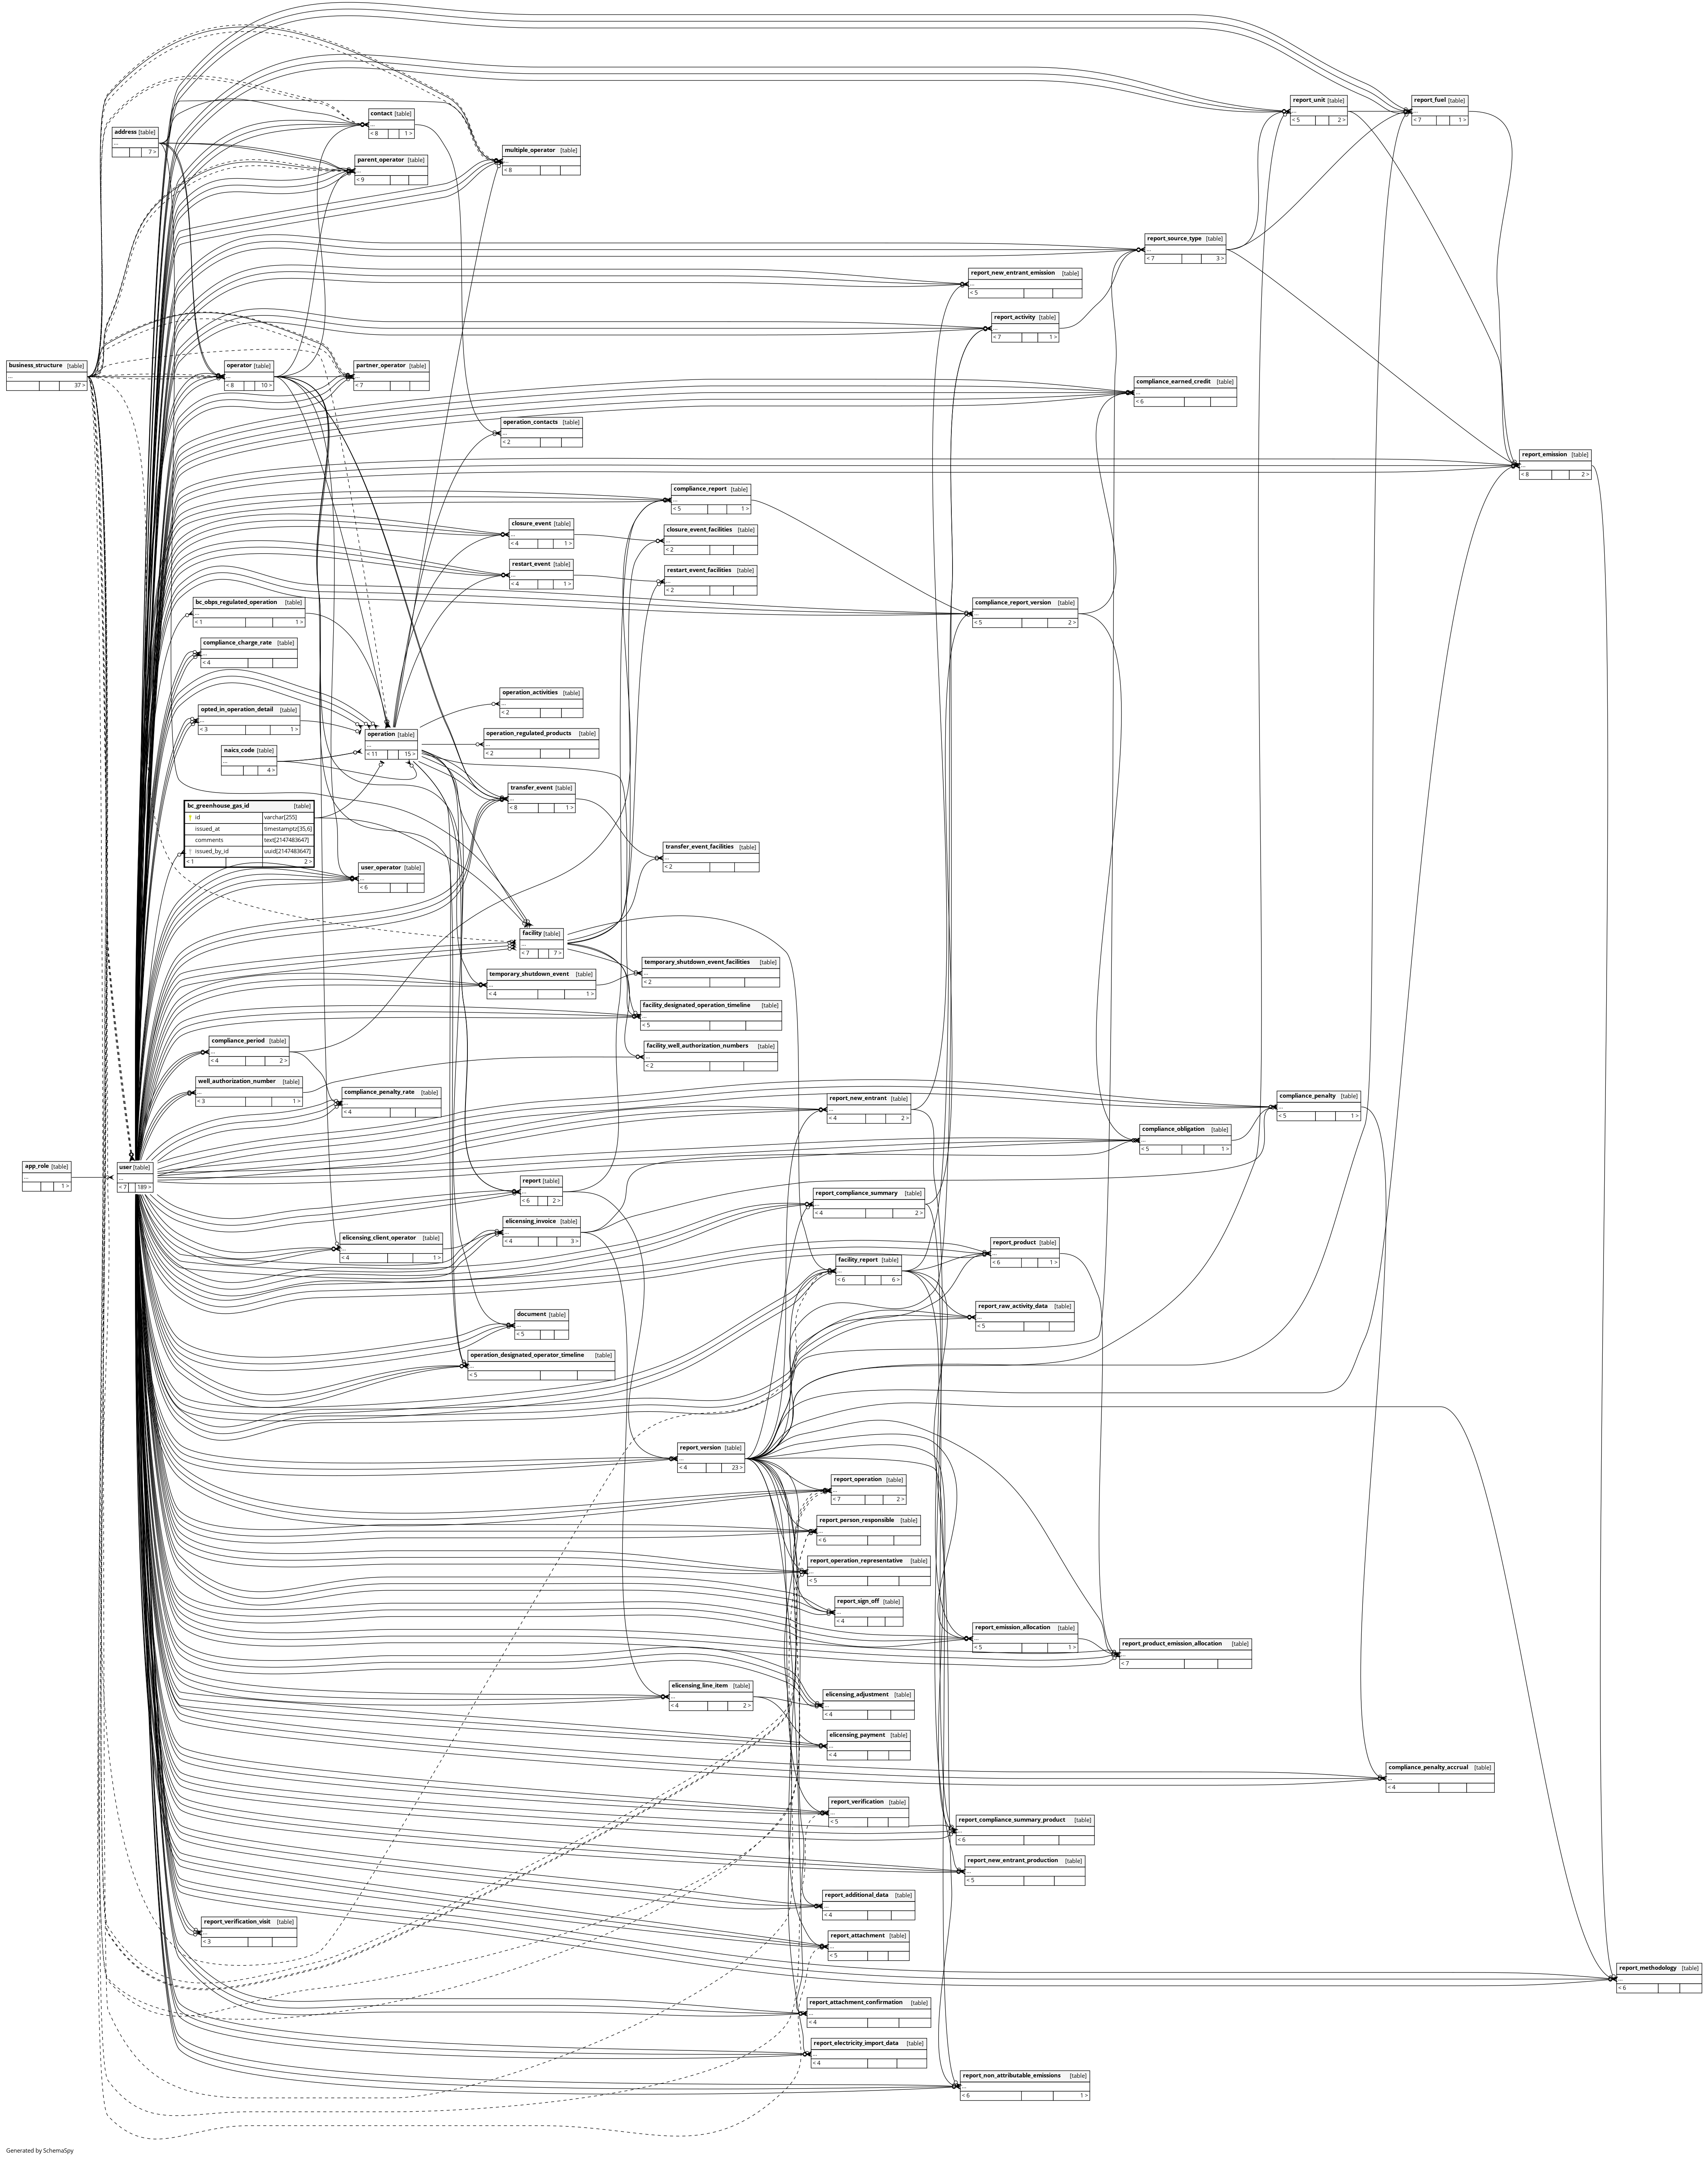 report_unit [table]
...
< 5 2 >
report_fuel [table]
...
< 7 1 >
contact [table]
...
< 8 1 >
address [table]
...
7 >
multiple_operator [table]
...
< 8
parent_operator [table]
...
< 9
report_source_type [table]
...
< 7 3 >
report_new_entrant_emission [table]
...
< 5
report_activity [table]
...
< 7 1 >
business_structure [table]
...
37 >
operator [table]
...
< 8 10 >
partner_operator [table]
...
< 7
compliance_earned_credit [table]
...
< 6
operation_contacts [table]
...
< 2
report_emission [table]
...
< 8 2 >
compliance_report [table]
...
< 5 1 >
closure_event [table]
...
< 4 1 >
closure_event_facilities [table]
...
< 2
restart_event [table]
...
< 4 1 >
restart_event_facilities [table]
...
< 2
bc_obps_regulated_operation [table]
...
< 1 1 >
compliance_report_version [table]
...
< 5 2 >
compliance_charge_rate [table]
...
< 4
operation_activities [table]
...
< 2
opted_in_operation_detail [table]
...
< 3 1 >
operation [table]
...
< 11 15 >
operation_regulated_products [table]
...
< 2
naics_code [table]
...
4 >
transfer_event [table]
...
< 8 1 >
bc_greenhouse_gas_id [table]
id varchar[255]
issued_at timestamptz[35,6]
comments text[2147483647]
issued_by_id uuid[2147483647]
< 1 2 >
transfer_event_facilities [table]
...
< 2
user_operator [table]
...
< 6
facility [table]
...
< 7 7 >
temporary_shutdown_event_facilities [table]
...
< 2
temporary_shutdown_event [table]
...
< 4 1 >
facility_designated_operation_timeline [table]
...
< 5
compliance_period [table]
...
< 4 2 >
facility_well_authorization_numbers [table]
...
< 2
well_authorization_number [table]
...
< 3 1 >
compliance_penalty_rate [table]
...
< 4
report_new_entrant [table]
...
< 4 2 >
compliance_penalty [table]
...
< 5 1 >
compliance_obligation [table]
...
< 5 1 >
app_role [table]
...
1 >
user [table]
...
< 7 189 >
report [table]
...
< 6 2 >
report_compliance_summary [table]
...
< 4 2 >
elicensing_invoice [table]
...
< 4 3 >
elicensing_client_operator [table]
...
< 4 1 >
report_product [table]
...
< 6 1 >
facility_report [table]
...
< 6 6 >
report_raw_activity_data [table]
...
< 5
document [table]
...
< 5
operation_designated_operator_timeline [table]
...
< 5
report_version [table]
...
< 4 23 >
report_operation [table]
...
< 7 2 >
report_person_responsible [table]
...
< 6
report_operation_representative [table]
...
< 5
report_sign_off [table]
...
< 4
report_emission_allocation [table]
...
< 5 1 >
report_product_emission_allocation [table]
...
< 7
elicensing_line_item [table]
...
< 4 2 >
elicensing_adjustment [table]
...
< 4
elicensing_payment [table]
...
< 4
compliance_penalty_accrual [table]
...
< 4
report_verification [table]
...
< 5
report_compliance_summary_product [table]
...
< 6
report_new_entrant_production [table]
...
< 5
report_additional_data [table]
...
< 4
report_verification_visit [table]
...
< 3
report_attachment [table]
...
< 5
report_methodology [table]
...
< 6
report_attachment_confirmation [table]
...
< 4
report_electricity_import_data [table]
...
< 4
report_non_attributable_emissions [table]
...
< 6 1 >
Generated by SchemaSpy